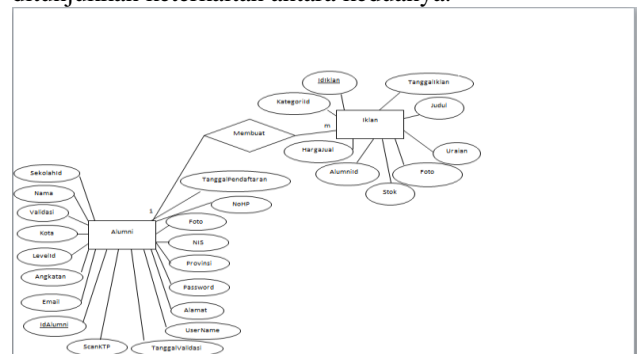 ditunjukkan keterkaitan antara keduanya.
IdIklan
TanggalIklan
KategoriId
Judul
Iklan
Membuat
m
HargaJual
Uraian
AlumniId
Foto
Stok
SekolahId
TanggalPendaftaran
Nama
NoHP
Validasi
1
Foto
Kota
Alumni
NIS
LevelId
Provinsi
Angkatan
Password
Email
Alamat
IdAlumni
UserName
ScanKTP
TanggalValidasi